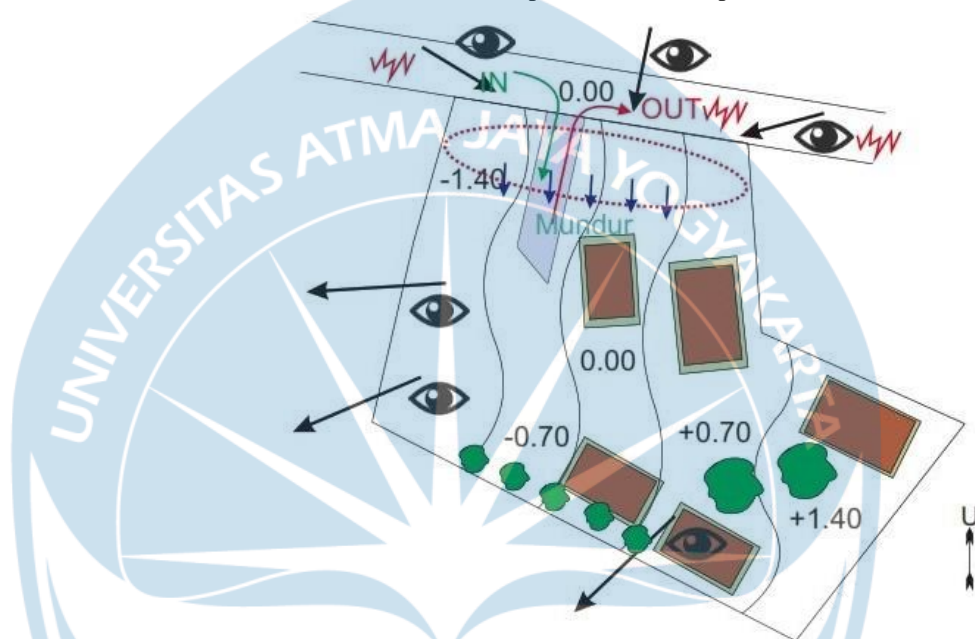 UNIVERSITAS ATMA JAYA YOGYAKARTA
IN
0.00
OUT
-1.40
Mundur
0.00
-0.70
+0.70
+1.40
U